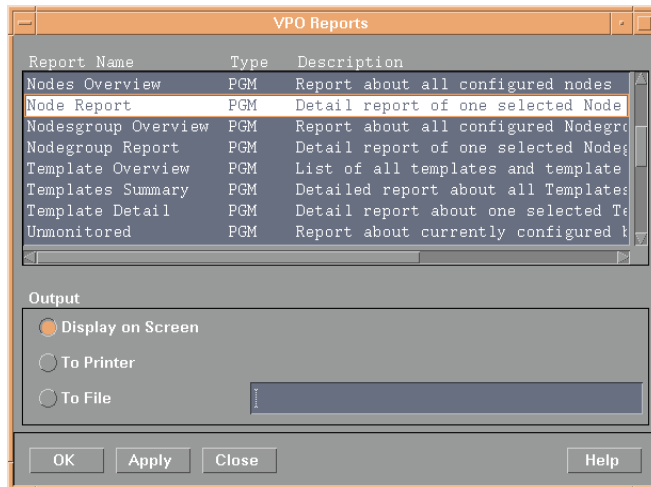 VPO Reports
Report Name Type Description
Nodes Overview PGM Report about all configured nodes
Node Report PGM Detail report of one selected Node
Nodesgroup Overview PGM Report about all configured Nodegro
Nodegroup Report PGM Detail report of one selected Nodeg
Template Overview PGM List of all templates and template
Templates Summary PGM Detailed report about all Templates
Template Detail PGM Detail report about one selected Te
Unmonitored PGM Report about currently configured
Output
Display on Screen
To Printer
To File
OK Apply Close Help